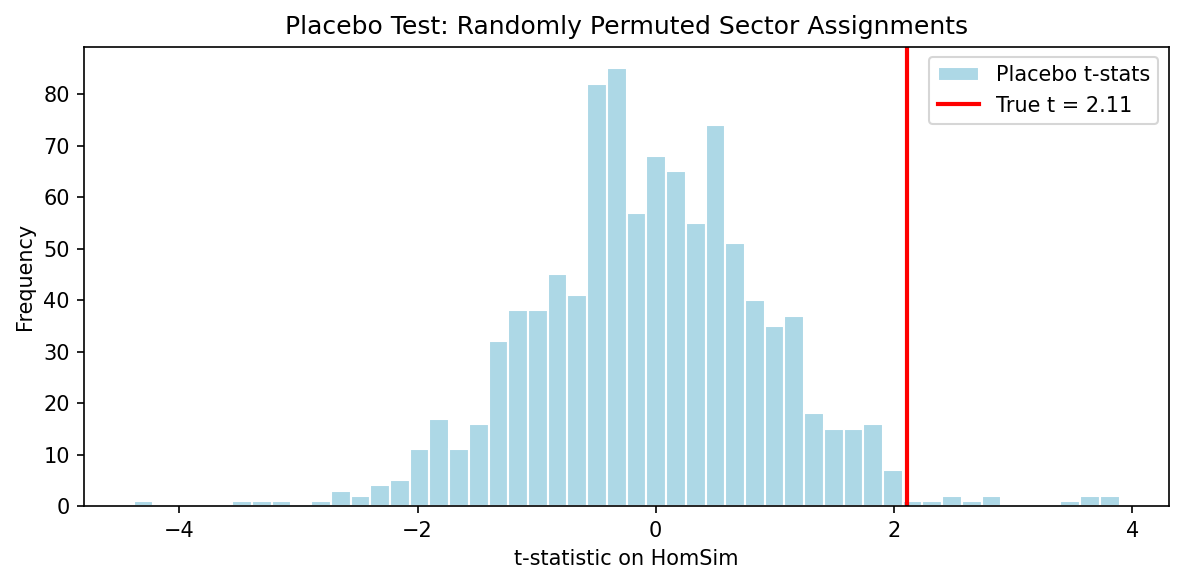 Placebo Test: Randomly Permuted Sector Assignments
Placebo t-stats
True t = 2.11
Frequency
80
70
60
50
40
30
20
10
0
−4
−2
0
2
4
t-statistic on HomSim